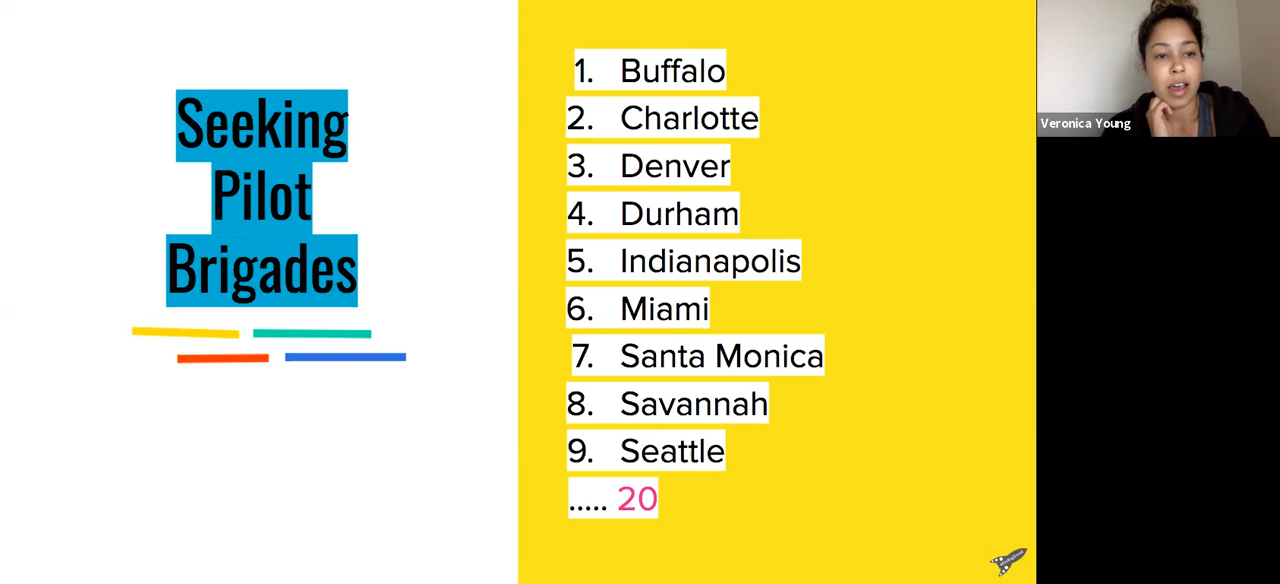 Seeking
Pilot
Brigades
1. Buffalo
2. Charlotte
3. Denver
4. Durham
5. Indianapolis
6. Miami
7. Santa Monica
8. Savannah
9. Seattle
..... 20
Veronica Young